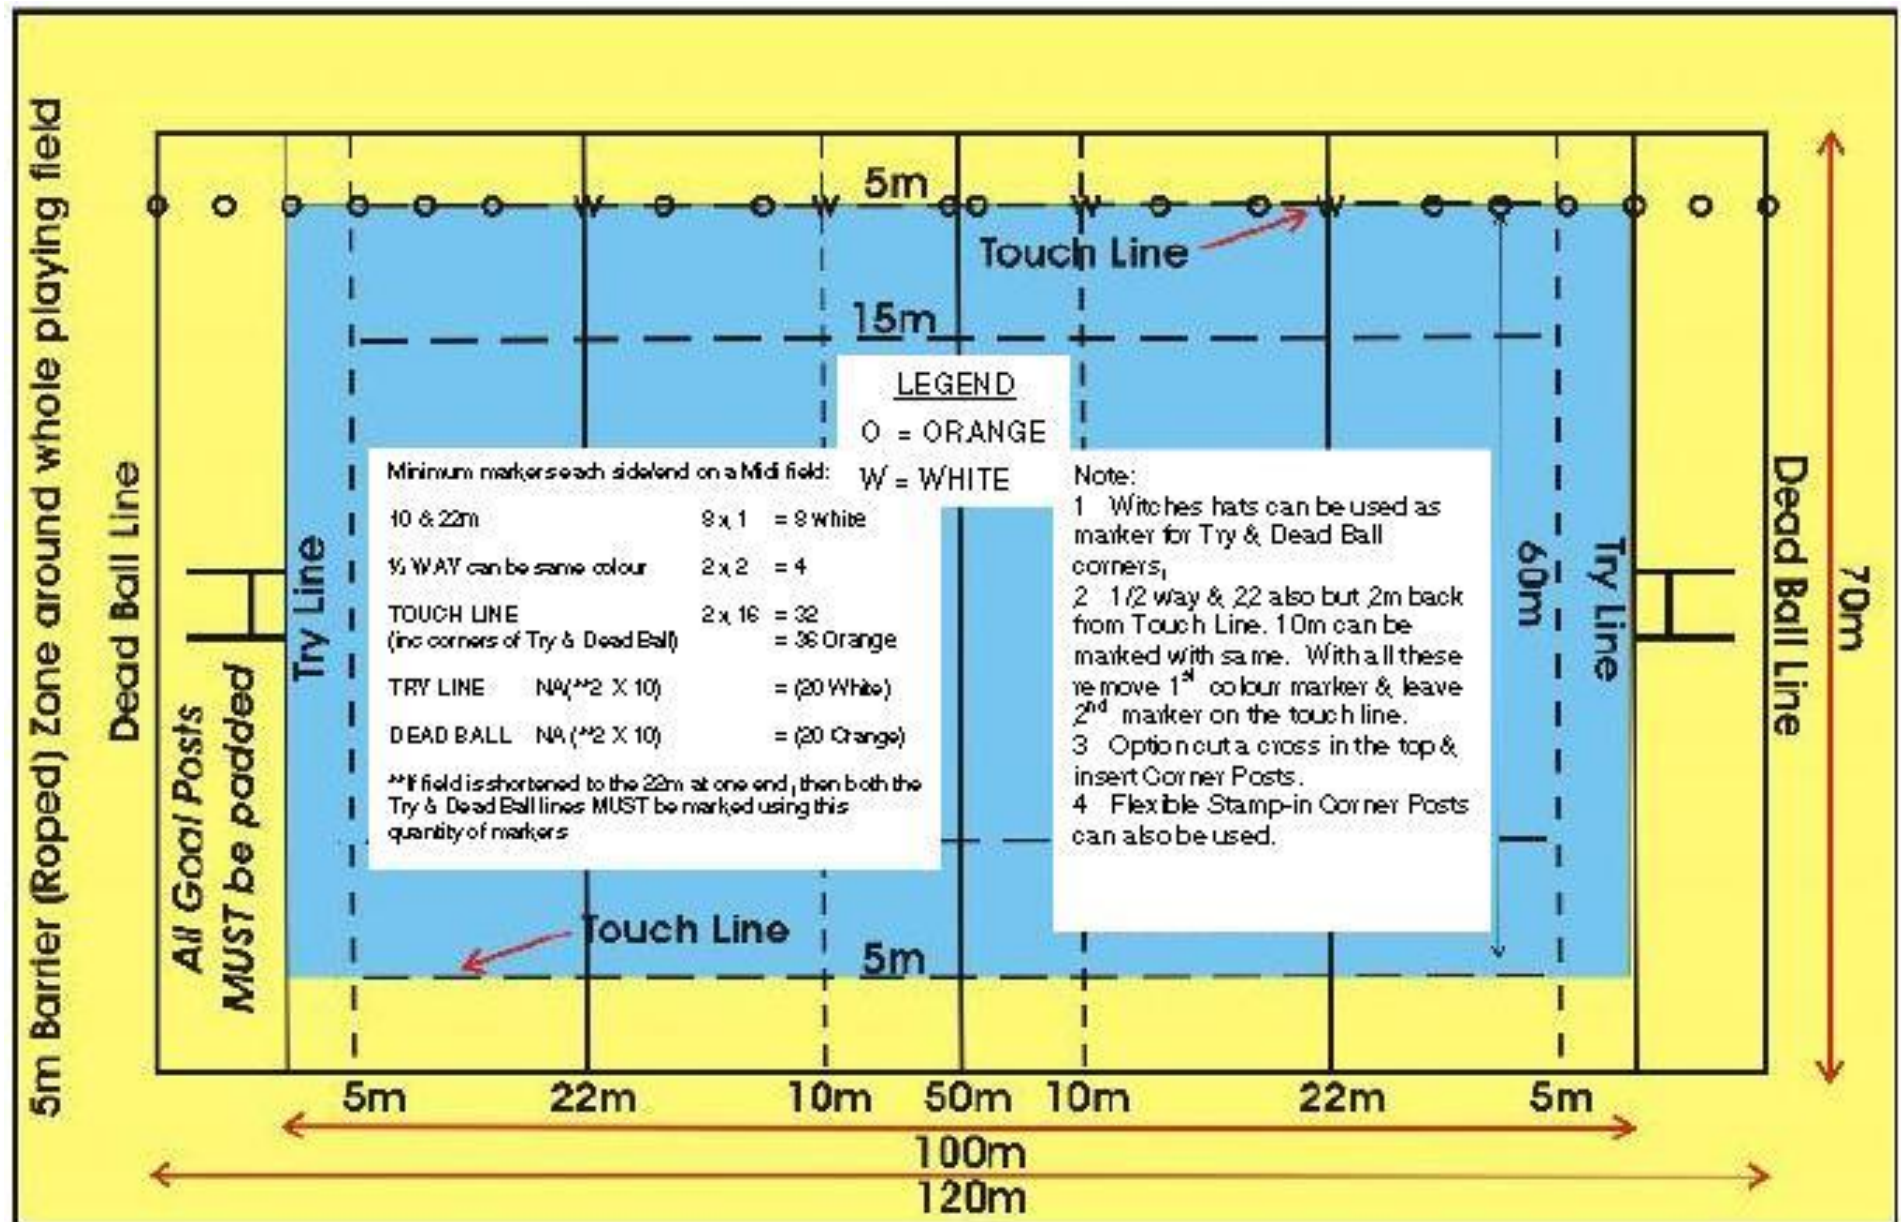 5m Barrier (Roped) Zone around whole playing field
Dead Ball Line
All Goal Posts
MUST be padded
Try Line
O O O O O O W O O W O O W O O W O O O O O O
5m
Touch Line
15m
LEGEND
O = ORANGE
W = WHITE
Minimum markers each side/end on a Midi field:
10 & 22m 8 x 1 = 8 white
½ WAY can be same colour 2 x 2 = 4
TOUCH LINE 2 x 16 = 32
(inc corners of Try & Dead Ball) = 36 Orange
TRY LINE NA(**2 X 10) = (20 White)
DEAD BALL NA (**2 X 10) = (20 Orange)
**If field is shortened to the 22m at one end, then both the
Try & Dead Ball lines MUST be marked using this
quantity of markers
Note:
1 Witches hats can be used as
marker for Try & Dead Ball
corners,
2 1/2 way & 22 also but 2m back
from Touch Line. 10m can be
marked with same. With all these
remove 1st colour marker & leave
2nd marker on the touch line.
3 Option cut a cross in the top &
insert Corner Posts.
4 Flexible Stamp-in Corner Posts
can also be used.
60m
Try Line
Dead Ball Line
70m
Touch Line
5m
5m 22m 10m 50m 10m 22m 5m
100m
120m